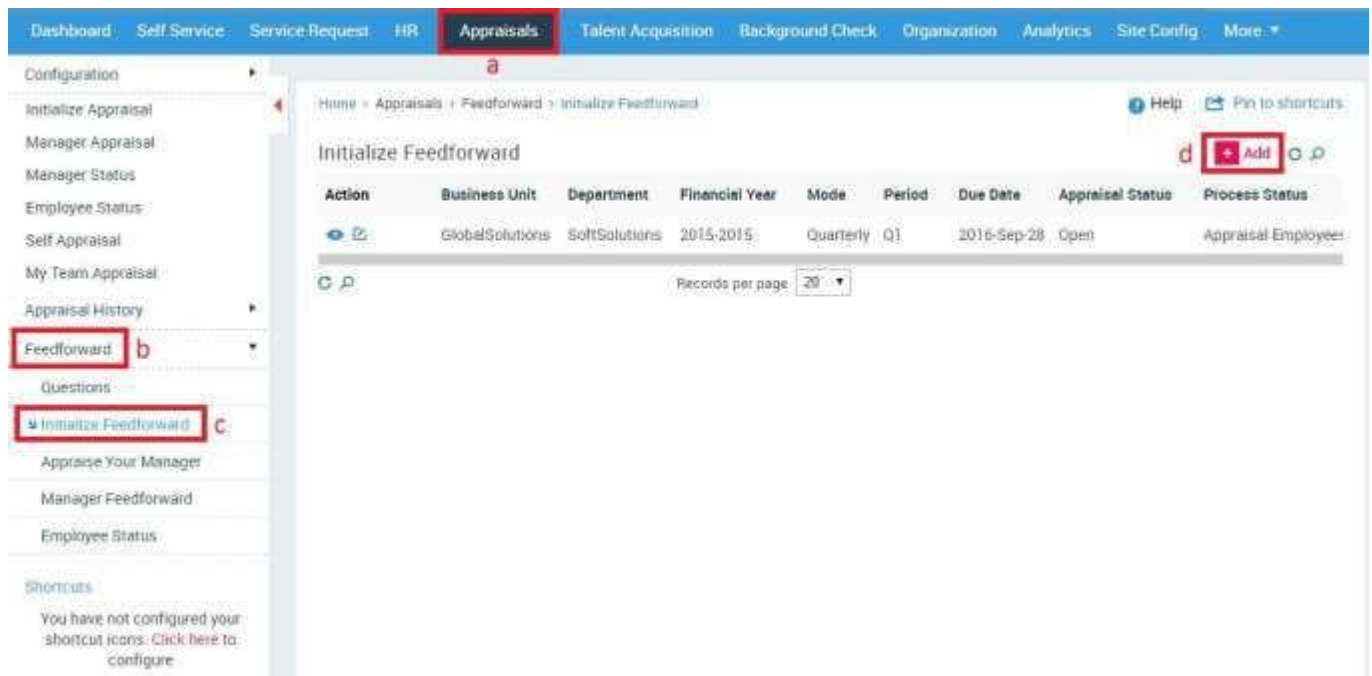 Dashboard Self Service Service Request HR Appraisals Talent Acquisition Background Check Organization Analytics Site Config More
a
Configuration
Initialize Appraisal
Manager Appraisal
Manager Status
Employee Status
Self Appraisal
My Team Appraisal
Appraisal History
Feedforward b
Questions
Initialize Feedforward c
Appraise Your Manager
Manager Feedforward
Employee Status
Shortcuts
You have not configured your
shortcut icons. Click here to
configure
Home > Appraisals > Feedforward > Initialize Feedforward
Help Pin to shortcuts
Initialize Feedforward
d + Add
Action Business Unit Department Financial Year Mode Period Due Date Appraisal Status Process Status
GlobalSolutions SoftSolutions 2015-2015 Quarterly Q1 2016-Sep-28 Open Appraisal Employees
Records per page 20